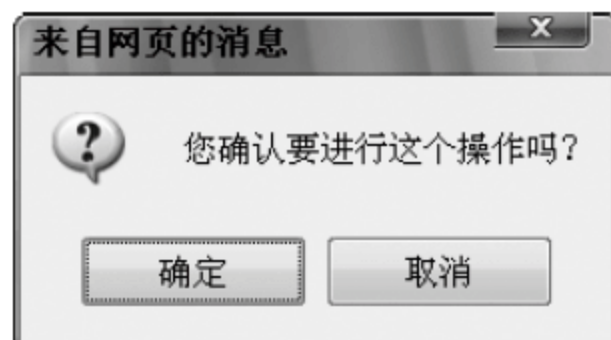 来自网页的消息
您确认要进行这个操作吗?
确定
取消